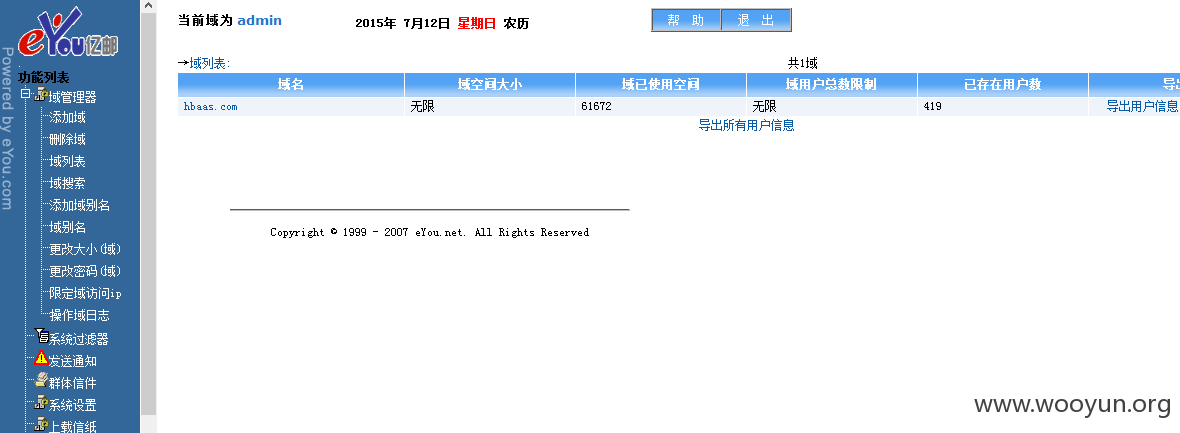 eYou亿邮
Powered by eYou.com
功能列表
域管理器
添加域
删除域
域列表
域搜索
添加域别名
域别名
更改大小(域)
更改密码(域)
限定域访问ip
操作域日志
系统过滤器
发送通知
群体信件
系统设置
上载信纸
当前域为 admin 2015年 7月12日 星期日 农历 帮 助 退 出
→域列表: 共1域
域名 域空间大小 域已使用空间 域用户总数限制 已存在用户数 导出
hbaas.com 无限 61672 无限 419 导出用户信息
导出所有用户信息
Copyright © 1999 - 2007 eYou.net. All Rights Reserved
www.wooyun.org